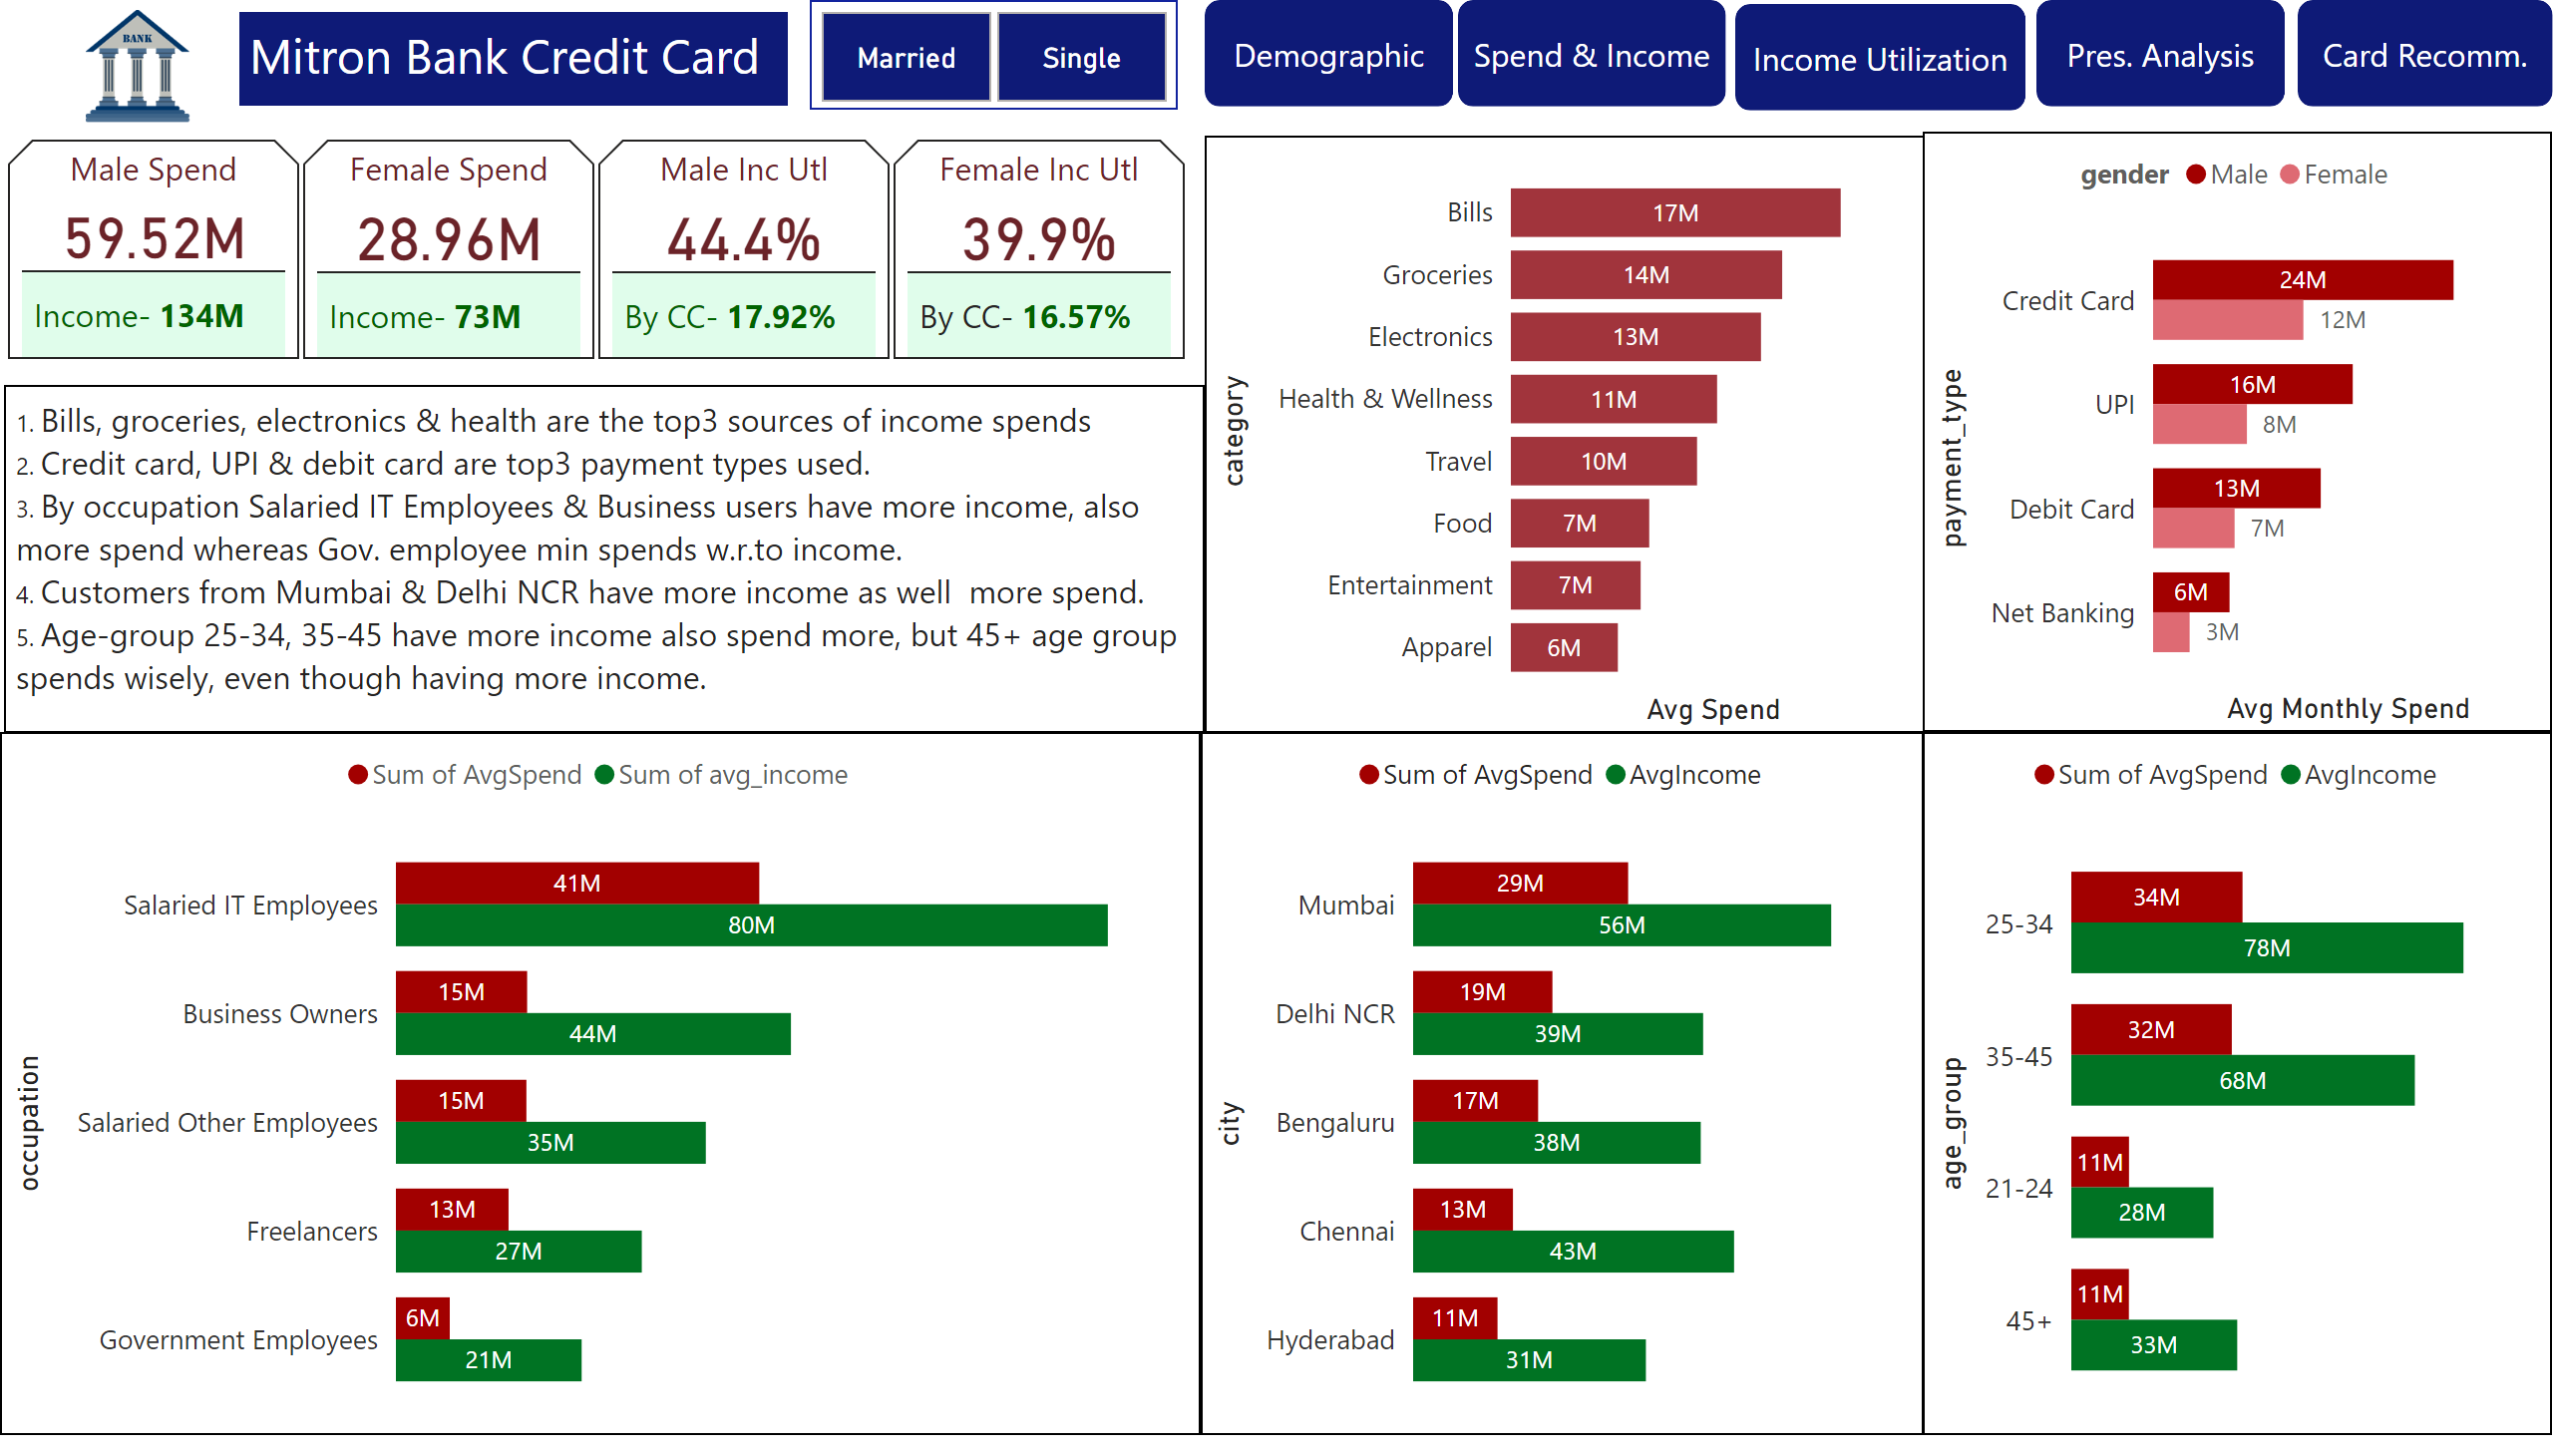 BANK
Mitron Bank Credit Card
Married
Single
Demographic
Spend & Income
Income Utilization
Pres. Analysis
Card Recomm.
Male Spend
59.52M
Income- 134M
Female Spend
28.96M
Income- 73M
Male Inc Utl
44.4%
By CC- 17.92%
Female Inc Utl
39.9%
By CC- 16.57%
1. Bills, groceries, electronics & health are the top3 sources of income spends
2. Credit card, UPI & debit card are top3 payment types used.
3. By occupation Salaried IT Employees & Business users have more income, also
more spend whereas Gov. employee min spends w.r.to income.
4. Customers from Mumbai & Delhi NCR have more income as well  more spend.
5. Age-group 25-34, 35-45 have more income also spend more, but 45+ age group
spends wisely, even though having more income.
category
Bills 17M
Groceries 14M
Electronics 13M
Health & Wellness 11M
Travel 10M
Food 7M
Entertainment 7M
Apparel 6M
Avg Spend
gender Male Female
payment_type
Credit Card 24M
12M
UPI 16M
8M
Debit Card 13M
7M
Net Banking 6M
3M
Avg Monthly Spend
Sum of AvgSpend Sum of avg_income
occupation
Salaried IT Employees 41M
80M
Business Owners 15M
44M
Salaried Other Employees 15M
35M
Freelancers 13M
27M
Government Employees 6M
21M
Sum of AvgSpend AvgIncome
city
Mumbai 29M
56M
Delhi NCR 19M
39M
Bengaluru 17M
38M
Chennai 13M
43M
Hyderabad 11M
31M
Sum of AvgSpend AvgIncome
age_group
25-34 34M
78M
35-45 32M
68M
21-24 11M
28M
45+ 11M
33M